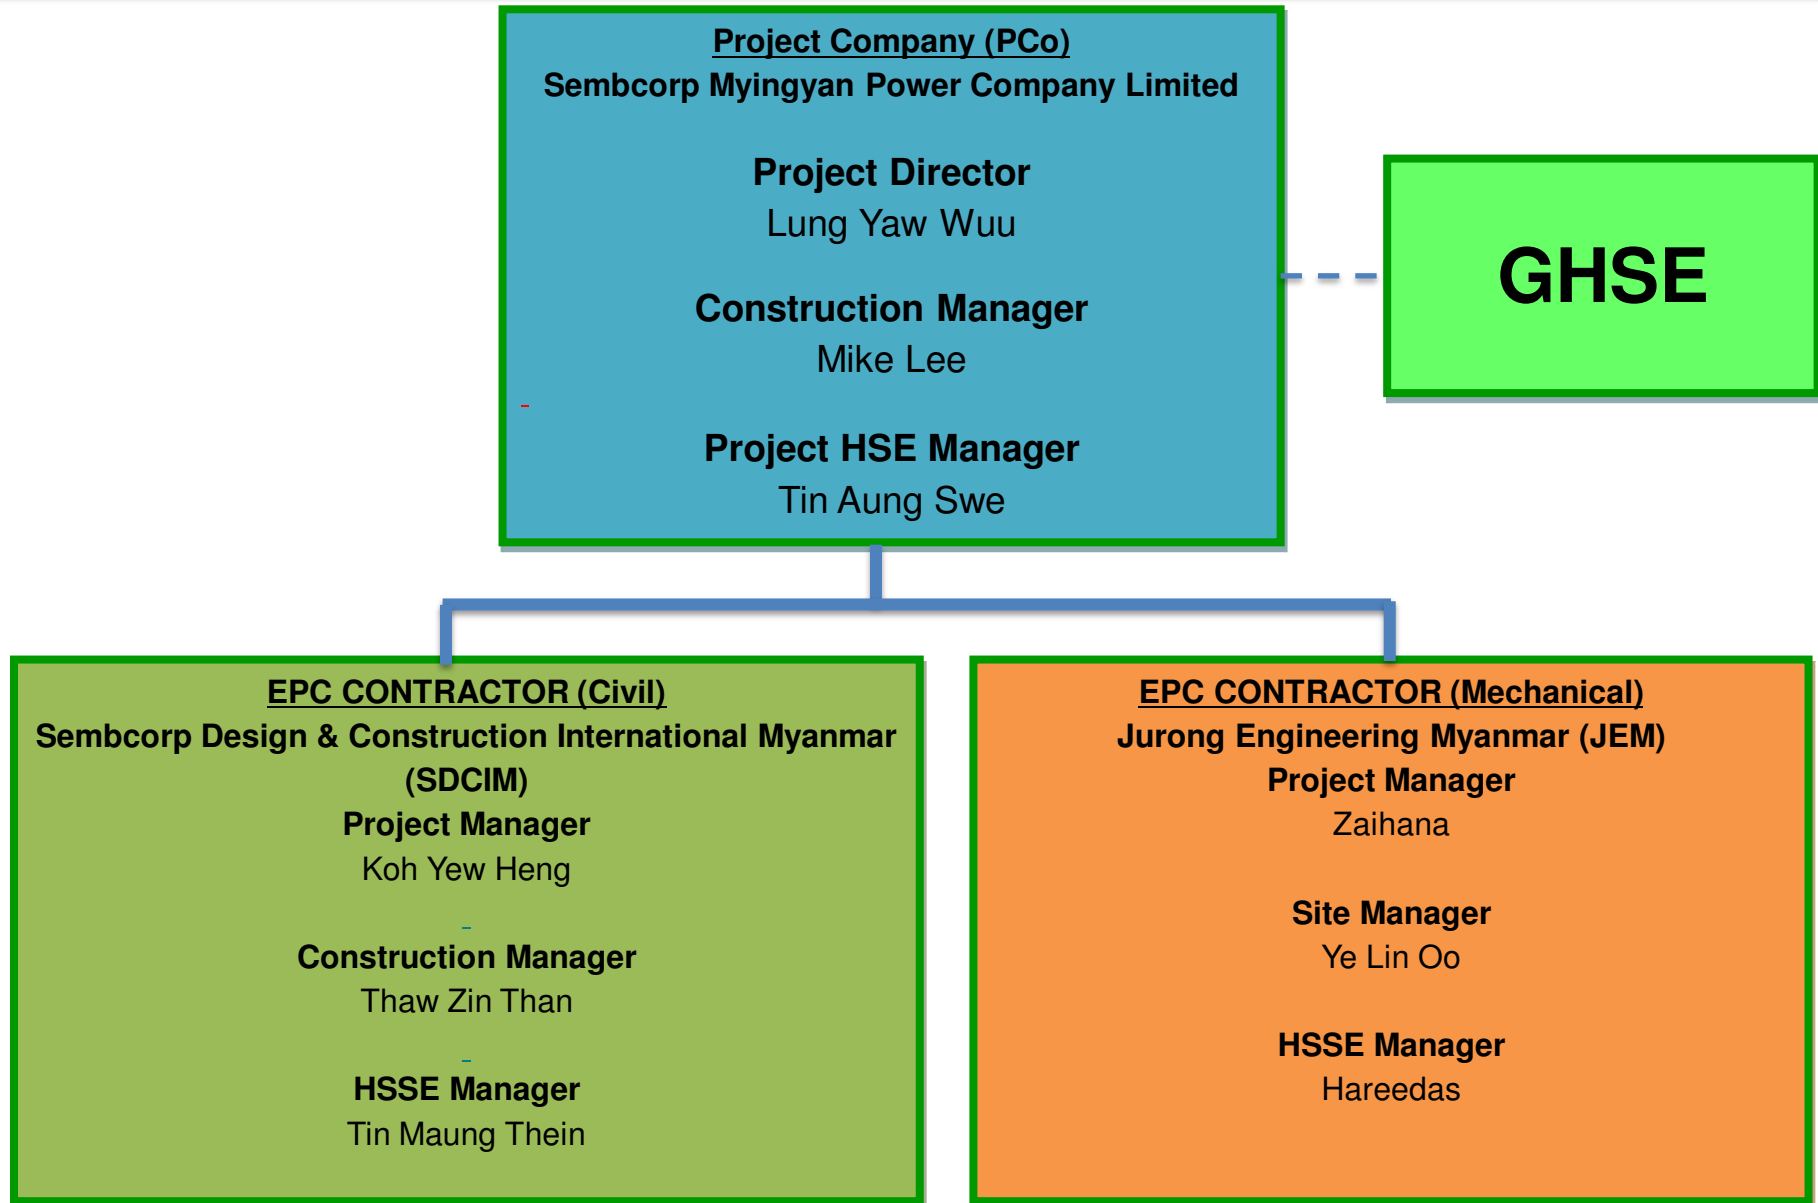 Project Company (PCo)
Sembcorp Myingyan Power Company Limited
Project Director
Lung Yaw Wuu
Construction Manager
Mike Lee
Project HSE Manager
Tin Aung Swe
GHSE
EPC CONTRACTOR (Civil)
Sembcorp Design & Construction International Myanmar
(SDCIM)
Project Manager
Koh Yew Heng
Construction Manager
Thaw Zin Than
HSSE Manager
Tin Maung Thein
EPC CONTRACTOR (Mechanical)
Jurong Engineering Myanmar (JEM)
Project Manager
Zaihana
Site Manager
Ye Lin Oo
HSSE Manager
Hareedas